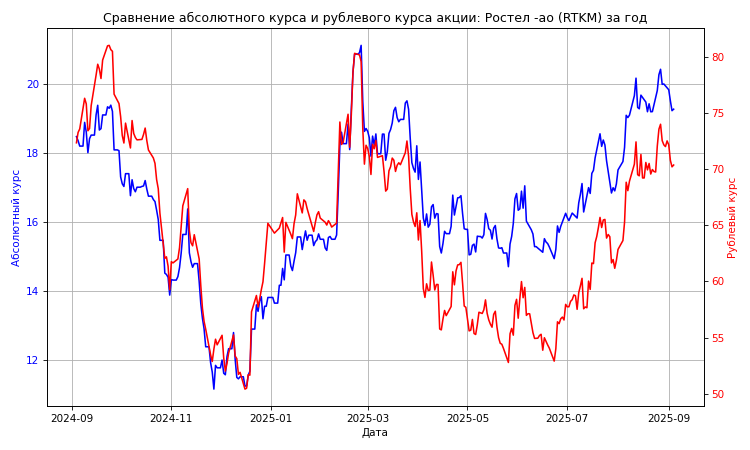 Сравнение абсолютного курса и рублевого курса акции: Ростел -ао (RTKM) за год
Абсолютный курс
20
18
16
14
12
80
75
70
65
60
55
50
Рублевый курс
2024-09 2024-11 2025-01 2025-03 2025-05 2025-07 2025-09
Дата